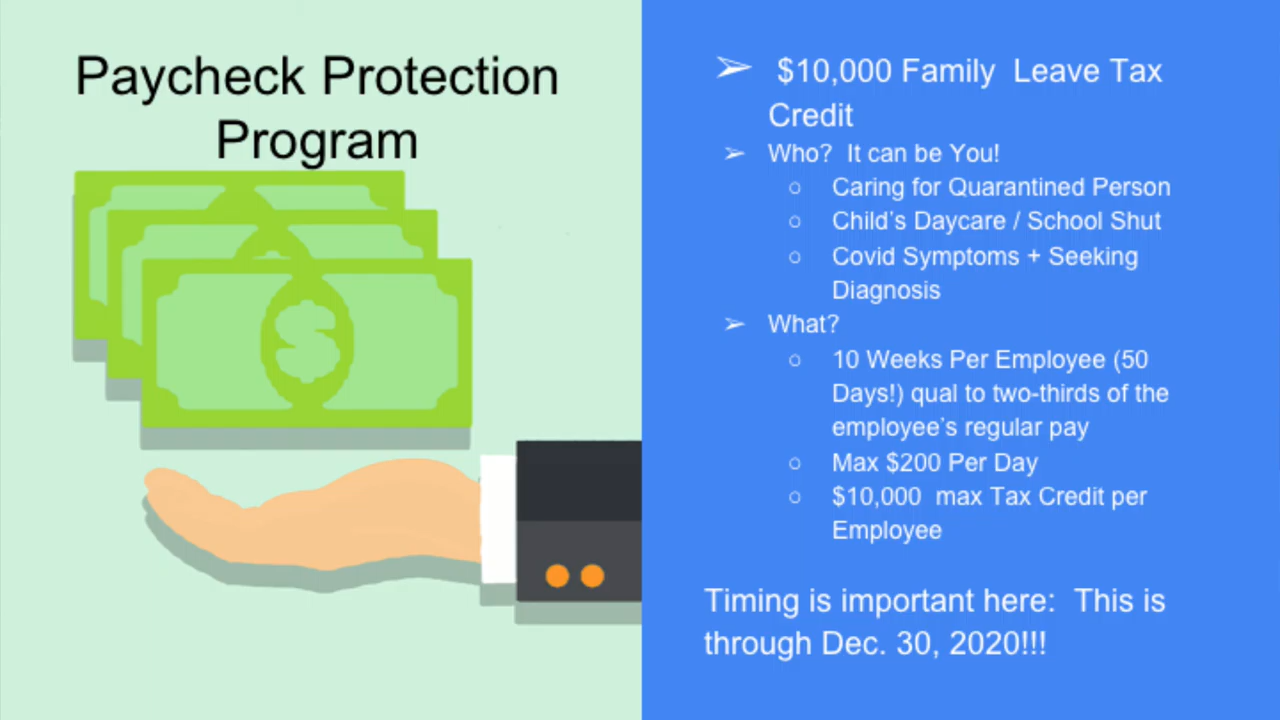 Paycheck Protection
Program
➢ $10,000 Family Leave Tax
Credit
➢ Who? It can be You!
○ Caring for Quarantined Person
○ Child's Daycare / School Shut
○ Covid Symptoms + Seeking
Diagnosis
➢ What?
○ 10 Weeks Per Employee (50
Days!) qual to two-thirds of the
employee's regular pay
○ Max $200 Per Day
○ $10,000 max Tax Credit per
Employee
Timing is important here: This is
through Dec. 30, 2020!!!
$